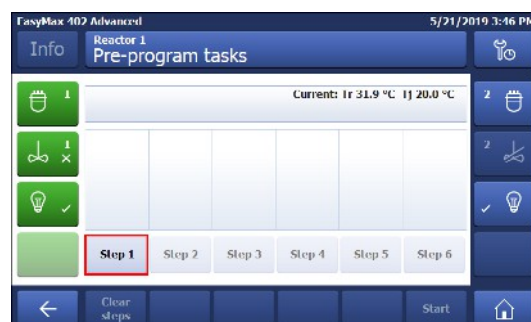 EasyMax 402 Advanced
5/21/2019 3:46 PM
Info
Reactor 1
Pre-program tasks
1
Current: Tr 31.9 °C Tj 20.0 °C
2
1
2
Step 1
Step 2
Step 3
Step 4
Step 5
Step 6
Clear
steps
Start